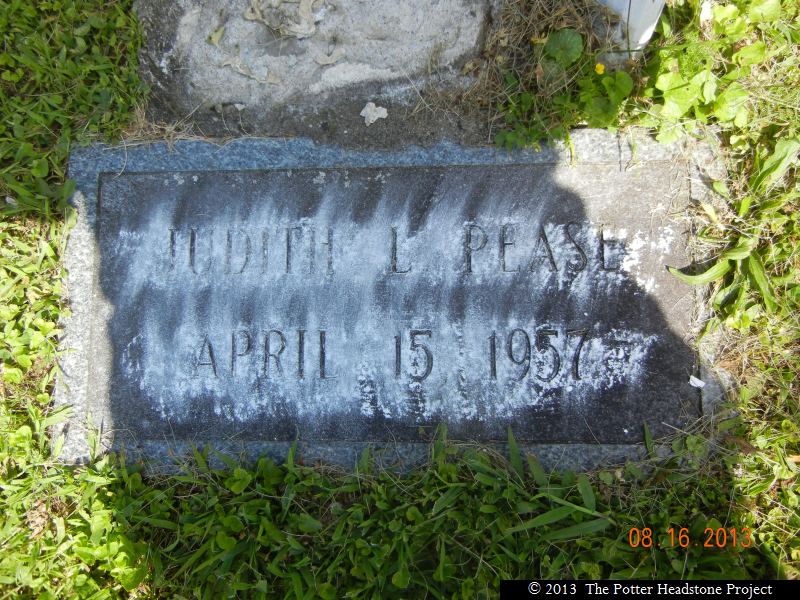 JUDITH L. PEASE
APRIL 15, 1957
08.16.2013
© 2013 The Potter Headstone Project